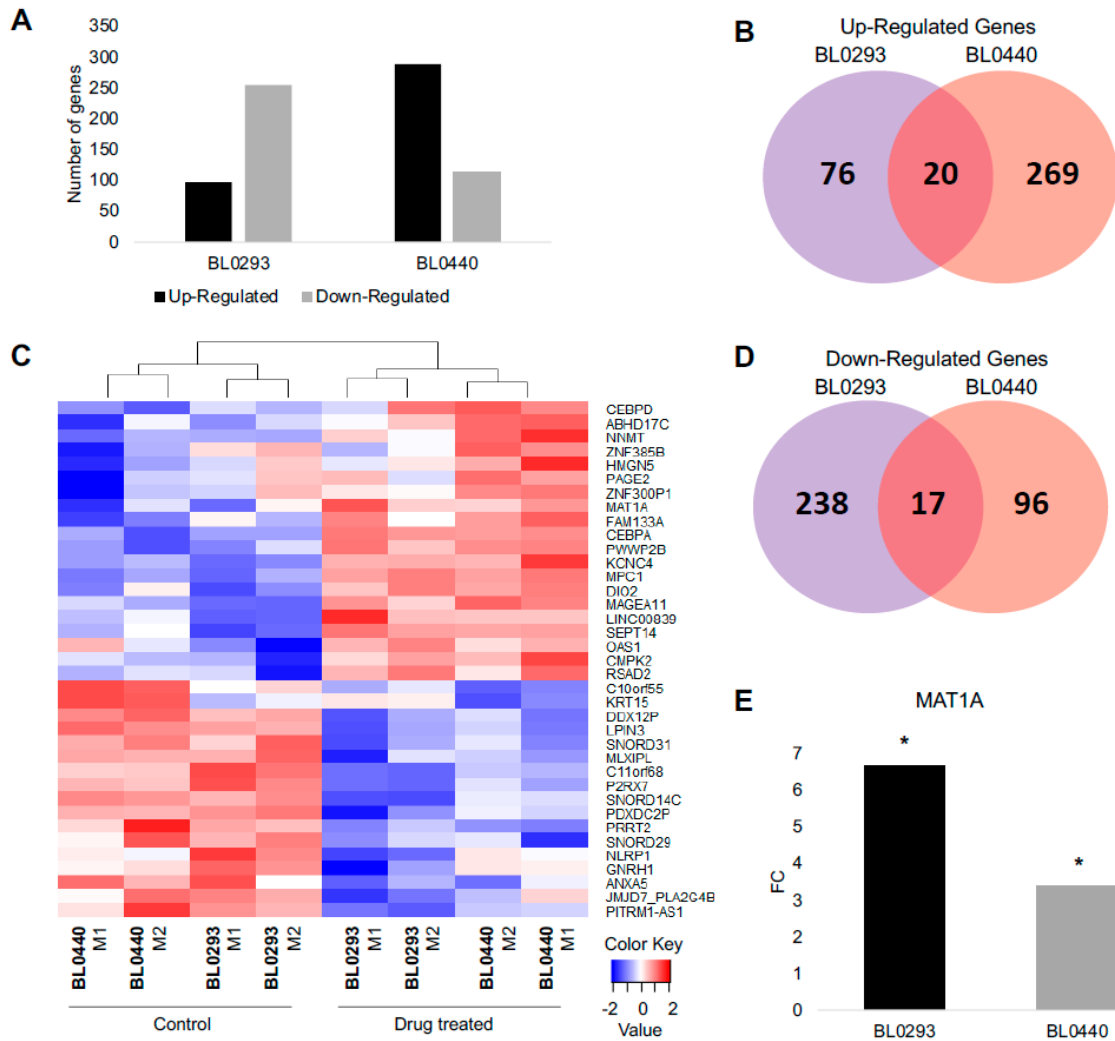 A
Number of genes
350
300
250
200
150
100
50
0
BL0293
BL0440
Up-Regulated
Down-Regulated
B
Up-Regulated Genes
BL0293
BL0440
76
20
269
C
CEBPD
ABHD17C
NNMT
ZNF385B
HMGN5
PAGE2
ZNF300P1
MAT1A
FAM133A
CEBPA
PWWP2B
KCNC4
MPC1
DIO2
MAGEA11
LINC00839
SEPT14
OAS1
CMPK2
RSAD2
C10orf55
KRT15
DDX12P
LPIN3
SNORD31
MLXIPL
C11orf68
P2RX7
SNORD14C
PDXDC2P
PRRT2
SNORD29
NLRP1
GNRH1
ANXA5
JMJD7_PLA2G4B
PITRM1-AS1
BL0440 M1
BL0440 M2
BL0293 M1
BL0293 M2
BL0293 M1
BL0293 M2
BL0440 M2
BL0440 M1
Control
Drug treated
Color Key
-2 0 2
Value
D
Down-Regulated Genes
BL0293
BL0440
238
17
96
E
MAT1A
FC
7
6
5
4
3
2
1
0
*
*
BL0293
BL0440